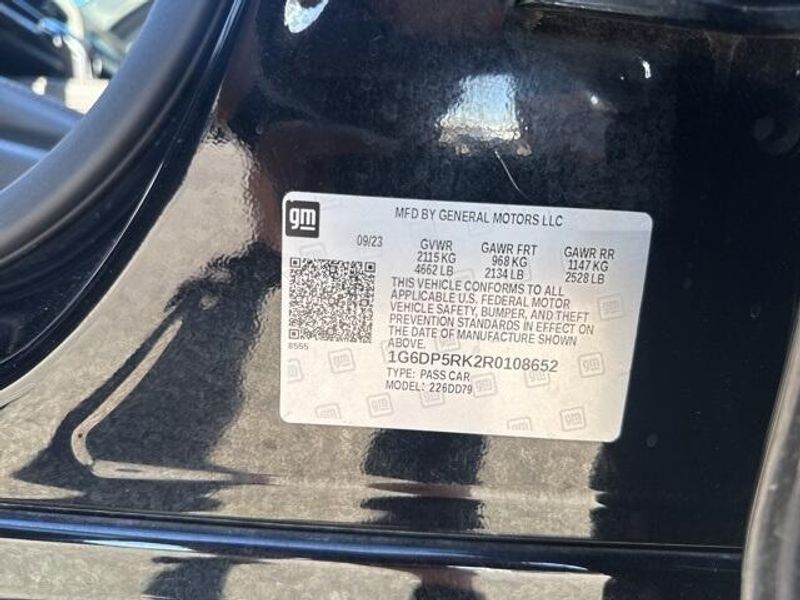 gm
MFD BY GENERAL MOTORS LLC
09/23 GVWR GAWR FRT GAWR RR
2115 KG 968 KG 1147 KG
4662 LB 2134 LB 2528 LB
THIS VEHICLE CONFORMS TO ALL
APPLICABLE U.S. FEDERAL MOTOR
VEHICLE SAFETY, BUMPER, AND THEFT
PREVENTION STANDARDS IN EFFECT ON
THE DATE OF MANUFACTURE SHOWN
ABOVE.
8555
1G6DP5RK2R0108652
TYPE: PASS CAR
MODEL: 226DD79